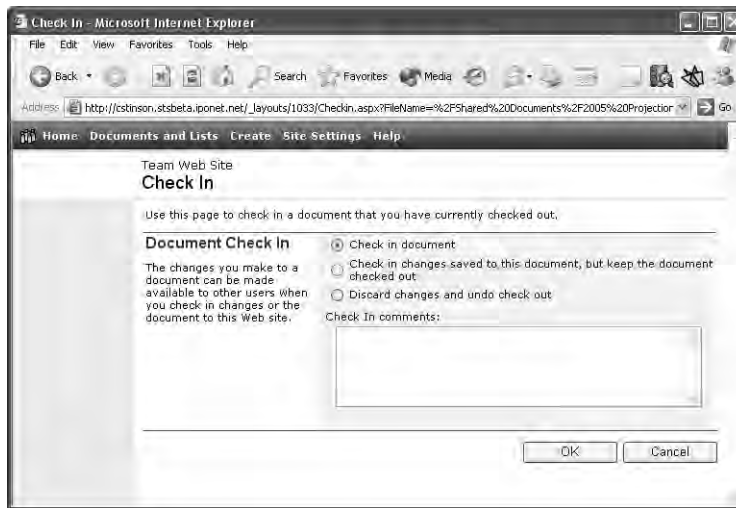 Check In - Microsoft Internet Explorer
File Edit View Favorites Tools Help
Back Search Favorites Media
Address http://cstinson.stsbeta.iponet.net/_layouts/1033/Checkin.aspx?FileName=%2FShared%20Documents%2F2005%20Projection Go
Home Documents and Lists Create Site Settings Help
Team Web Site
Check In
Use this page to check in a document that you have currently checked out.
Document Check In
The changes you make to a
document can be made
available to other users when
you check in changes or the
document to this Web site.
Check in document
Check in changes saved to this document, but keep the document
checked out
Discard changes and undo check out
Check In comments:
OK Cancel